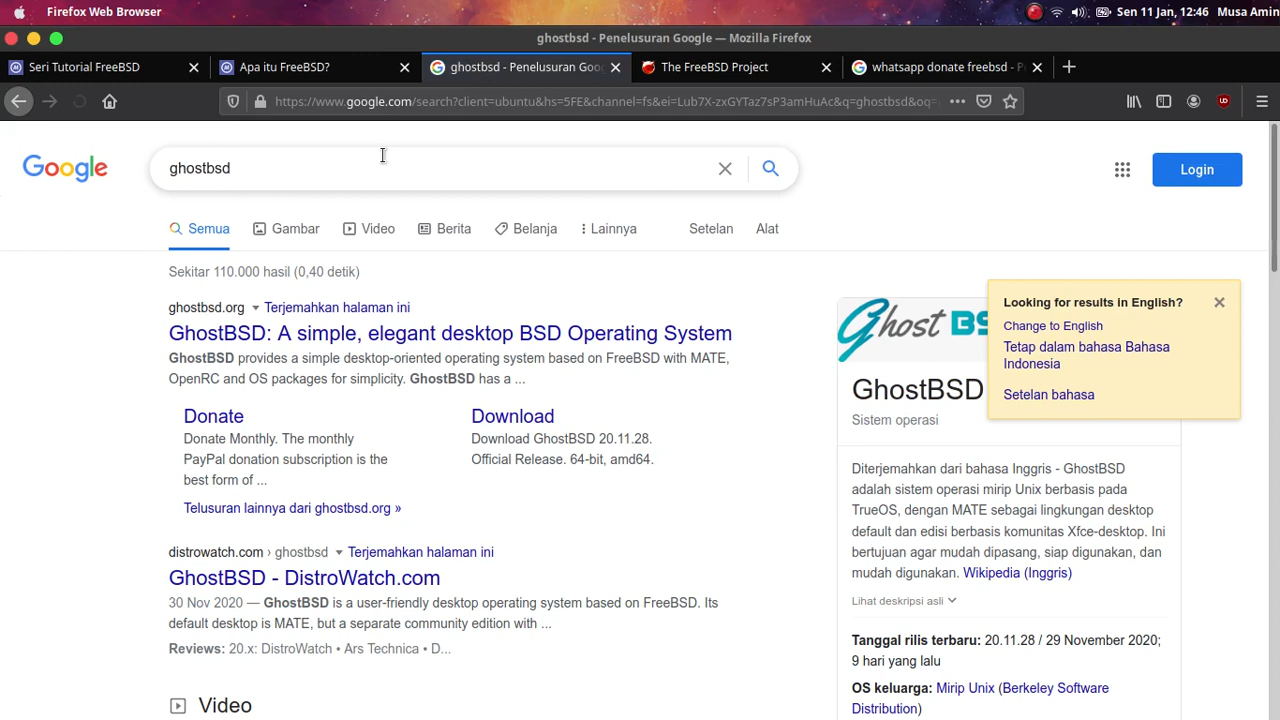 Firefox Web Browser
Sen 11 Jan, 12:46
Musa Amin
ghostbsd - Penelusuran Google — Mozilla Firefox
Seri Tutorial FreeBSD
Apa itu FreeBSD?
ghostbsd - Penelusuran Goo
The FreeBSD Project
whatsapp donate freebsd - P
https://www.google.com/search?client=ubuntu&hs=5FE&channel=fs&ei=Lub7X-zxGYTaz7sP3amHuAc&q=ghostbsd&oq=
Google
ghostbsd
Login
Semua
Gambar
Video
Berita
Belanja
Lainnya
Setelan
Alat
Sekitar 110.000 hasil (0,40 detik)
ghostbsd.org
Terjemahkan halaman ini
GhostBSD: A simple, elegant desktop BSD Operating System
GhostBSD provides a simple desktop-oriented operating system based on FreeBSD with MATE,
OpenRC and OS packages for simplicity. GhostBSD has a ...
Donate
Donate Monthly. The monthly
PayPal donation subscription is the
best form of ...
Download
Download GhostBSD 20.11.28.
Official Release. 64-bit, amd64.
Telusuran lainnya dari ghostbsd.org »
distrowatch.com › ghostbsd
Terjemahkan halaman ini
GhostBSD - DistroWatch.com
30 Nov 2020 — GhostBSD is a user-friendly desktop operating system based on FreeBSD. Its
default desktop is MATE, but a separate community edition with ...
Reviews: 20.x: DistroWatch • Ars Technica • D...
Video
Looking for results in English?
Change to English
Tetap dalam bahasa Bahasa
Indonesia
Setelan bahasa
Ghost BS
GhostBSD
Sistem operasi
Diterjemahkan dari bahasa Inggris - GhostBSD
adalah sistem operasi mirip Unix berbasis pada
TrueOS, dengan MATE sebagai lingkungan desktop
default dan edisi berbasis komunitas Xfce-desktop. Ini
bertujuan agar mudah dipasang, siap digunakan, dan
mudah digunakan. Wikipedia (Inggris)
Lihat deskripsi asli
Tanggal rilis terbaru: 20.11.28 / 29 November 2020;
9 hari yang lalu
OS keluarga: Mirip Unix (Berkeley Software
Distribution)